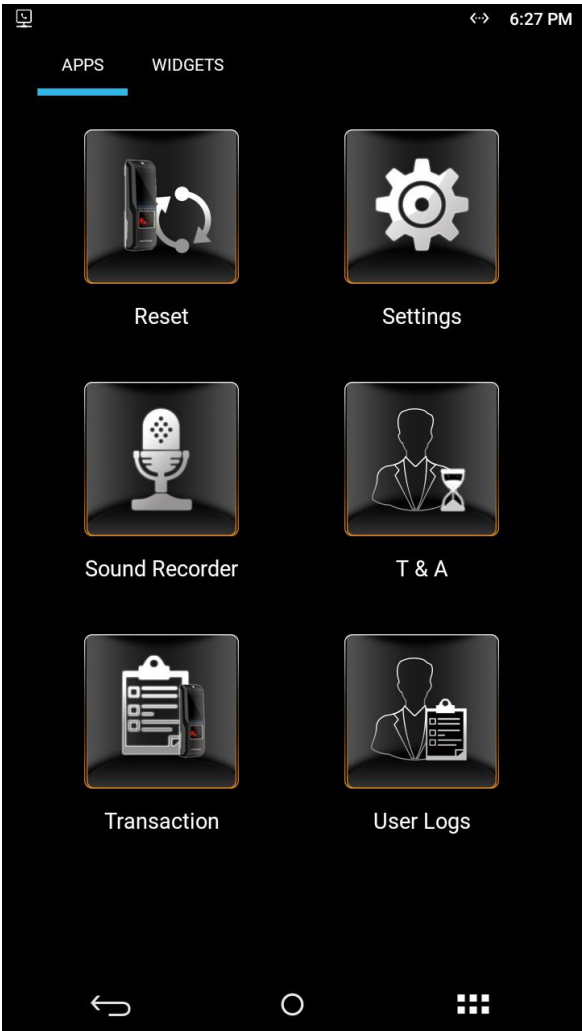 6:27 PM
APPS WIDGETS
Reset Settings
Sound Recorder T & A
Transaction User Logs